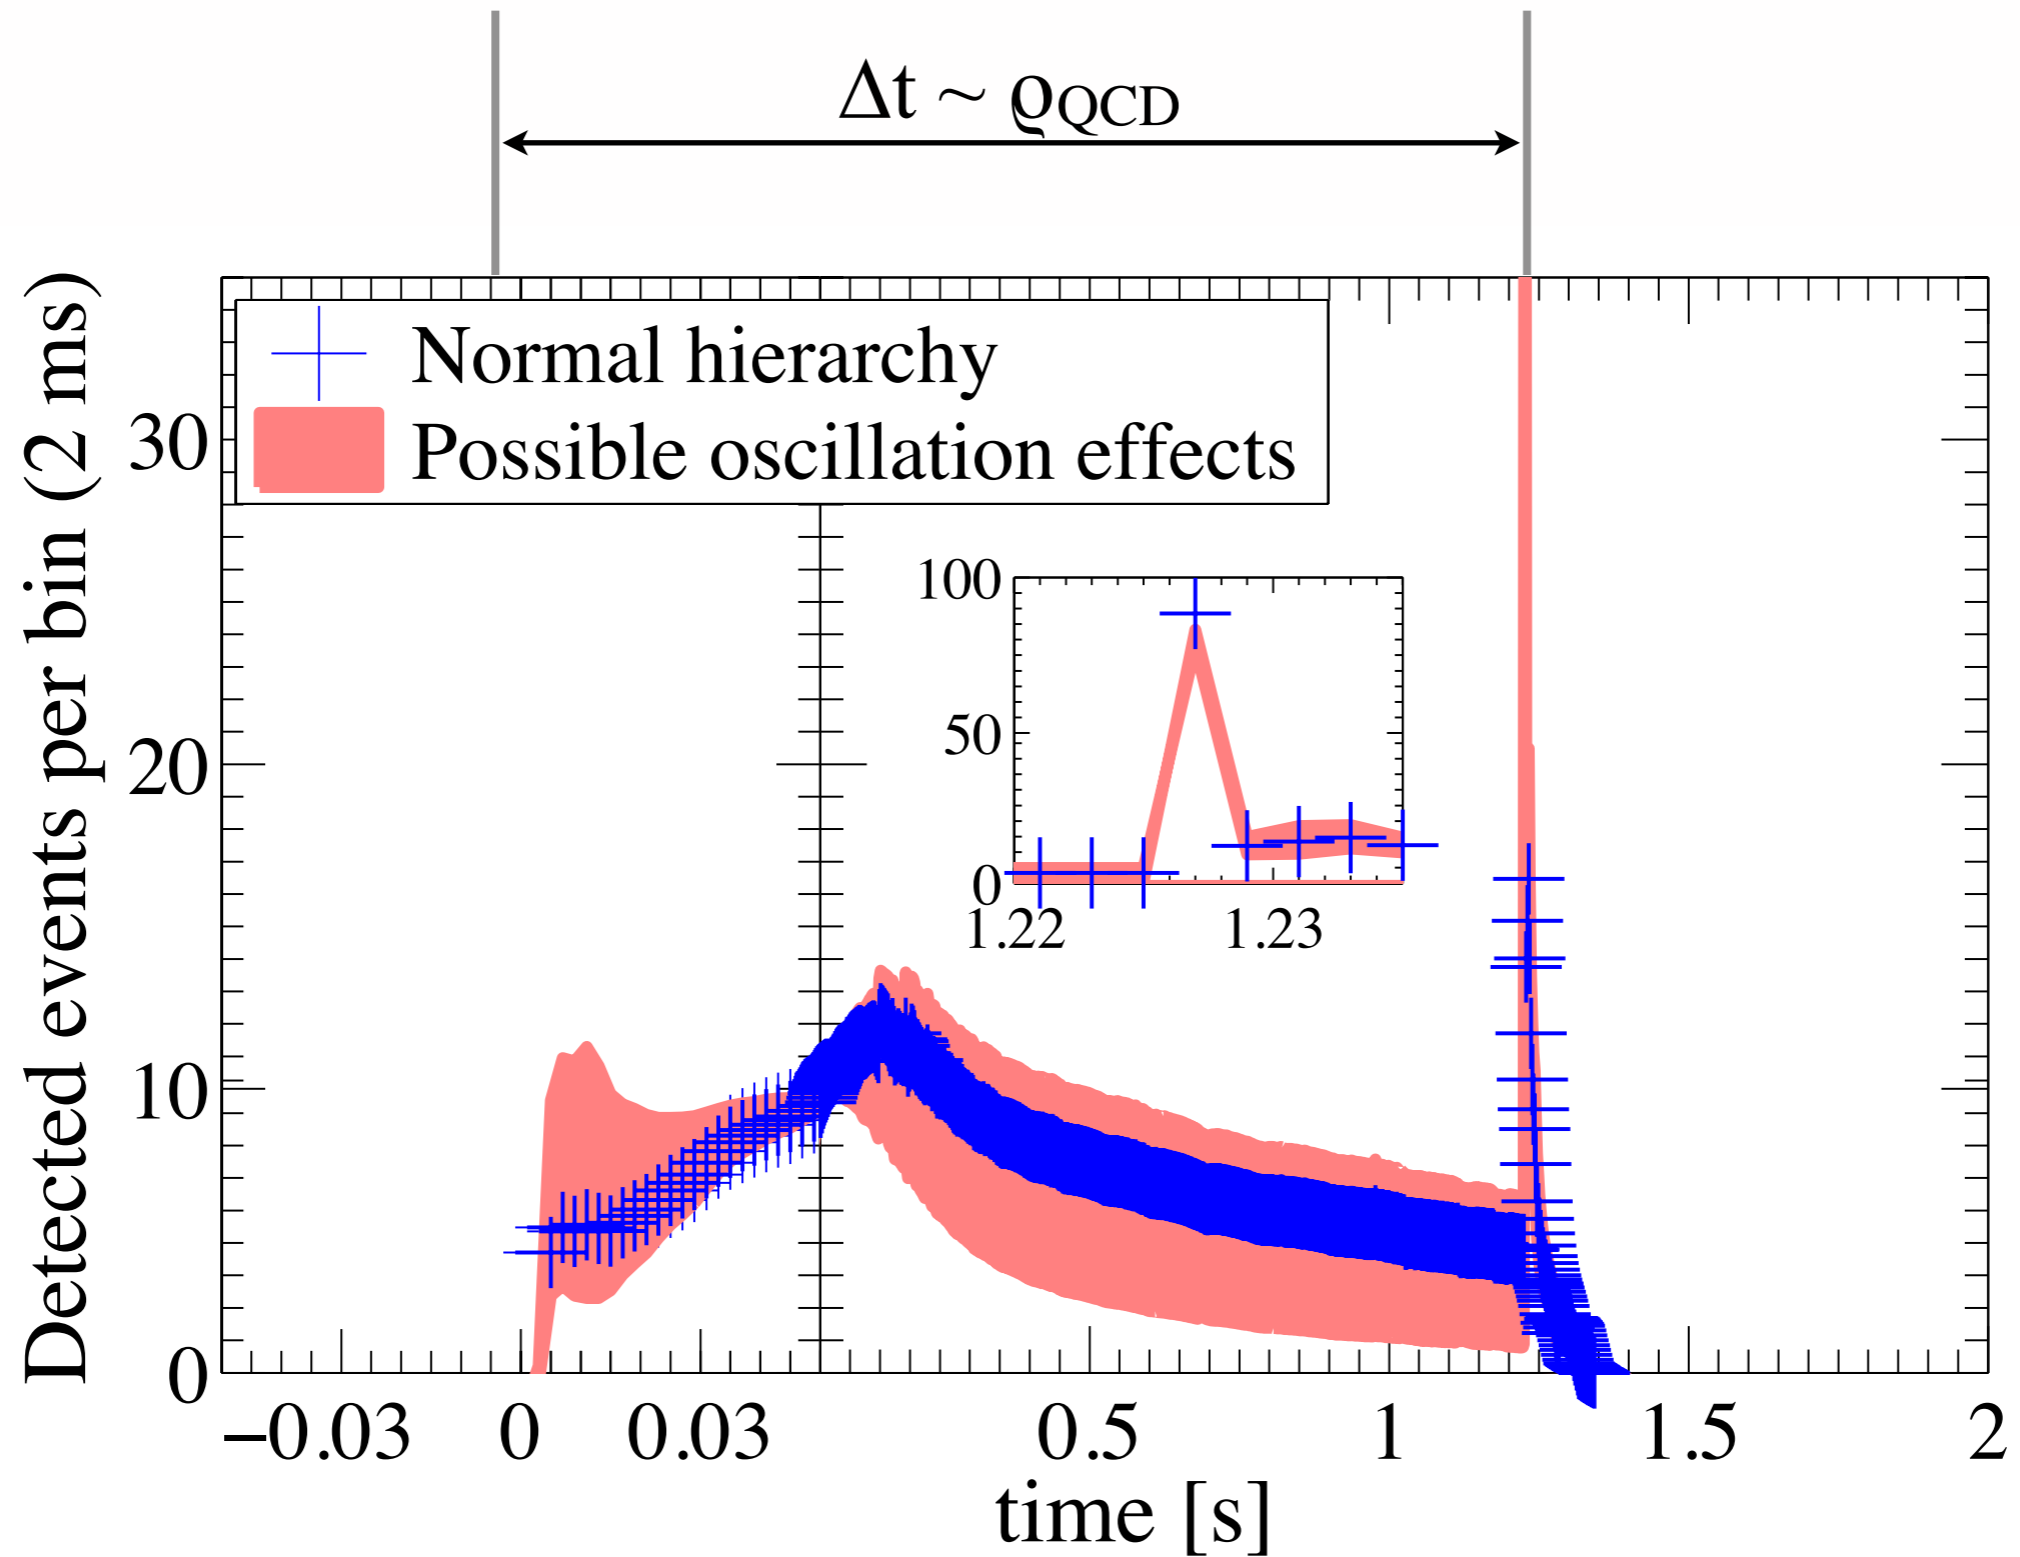 Δt ~ ϱQCD
Normal hierarchy
Possible oscillation effects
Detected events per bin (2 ms)
30
20
10
0
100
50
0
1.22 1.23
−0.03 0 0.03 0.5 1 1.5 2
time [s]